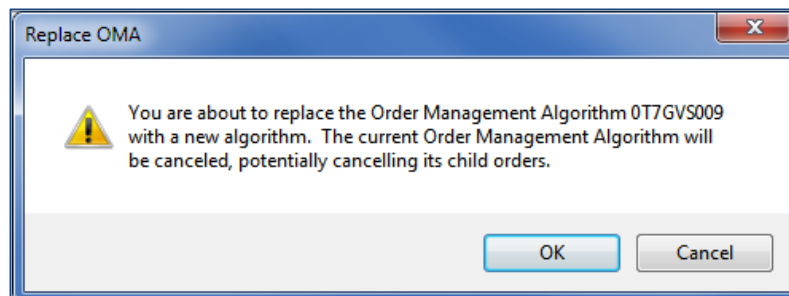 Replace OMA
You are about to replace the Order Management Algorithm 0T7GVS009
with a new algorithm.  The current Order Management Algorithm will
be canceled, potentially cancelling its child orders.
OK
Cancel